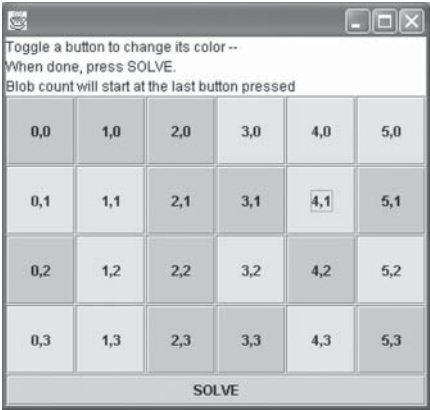 Toggle a button to change its color --
When done, press SOLVE.
Blob count will start at the last button pressed
0,0 1,0 2,0 3,0 4,0 5,0
0,1 1,1 2,1 3,1 4,1 5,1
0,2 1,2 2,2 3,2 4,2 5,2
0,3 1,3 2,3 3,3 4,3 5,3
SOLVE